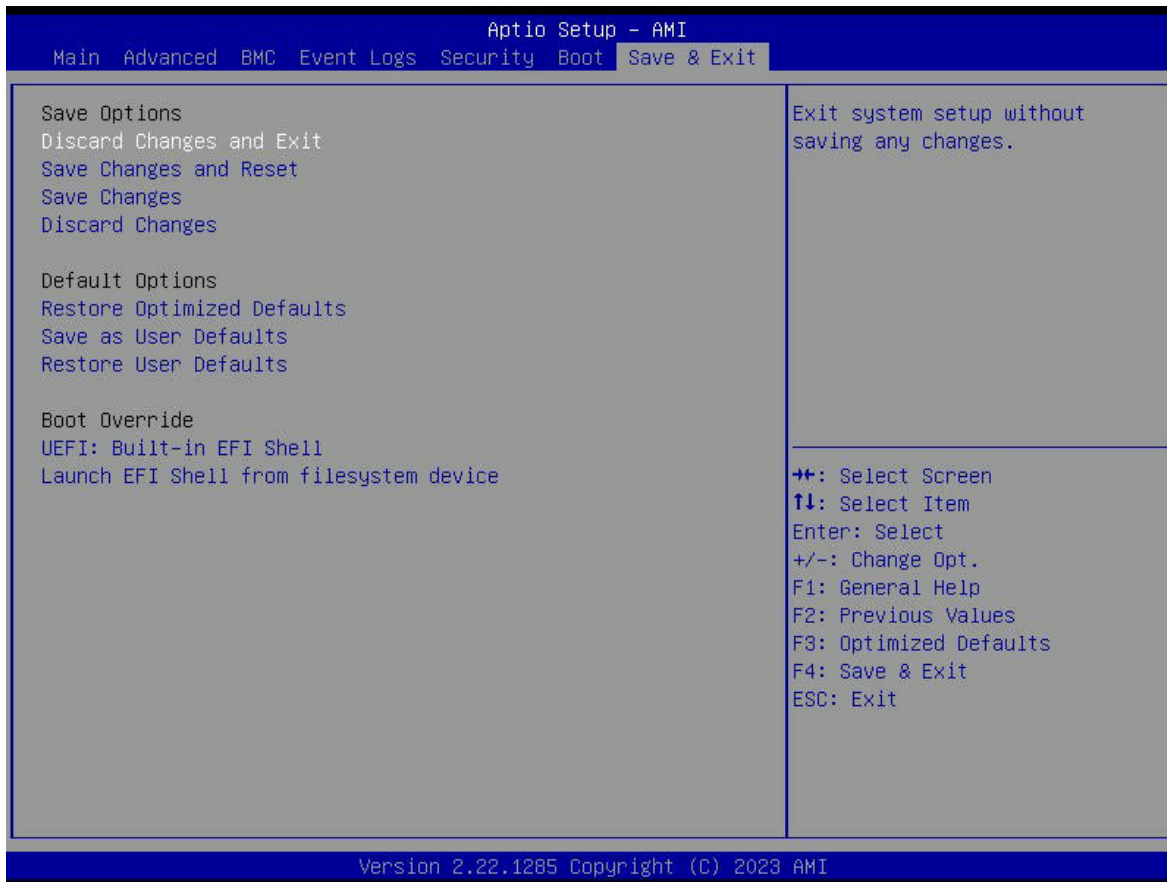 Aptio Setup – AMI
Main Advanced BMC Event Logs Security Boot Save & Exit
Save Options
Discard Changes and Exit
Save Changes and Reset
Save Changes
Discard Changes
Default Options
Restore Optimized Defaults
Save as User Defaults
Restore User Defaults
Boot Override
UEFI: Built-in EFI Shell
Launch EFI Shell from filesystem device
Exit system setup without
saving any changes.
→←: Select Screen
↑↓: Select Item
Enter: Select
+/-: Change Opt.
F1: General Help
F2: Previous Values
F3: Optimized Defaults
F4: Save & Exit
ESC: Exit
Version 2.22.1285 Copyright (C) 2023 AMI